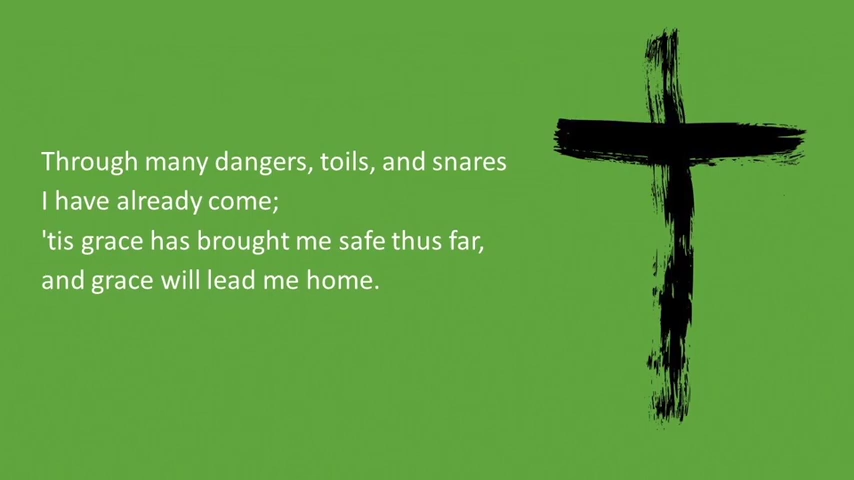 Through many dangers, toils, and snares
I have already come;
'tis grace has brought me safe thus far,
and grace will lead me home.